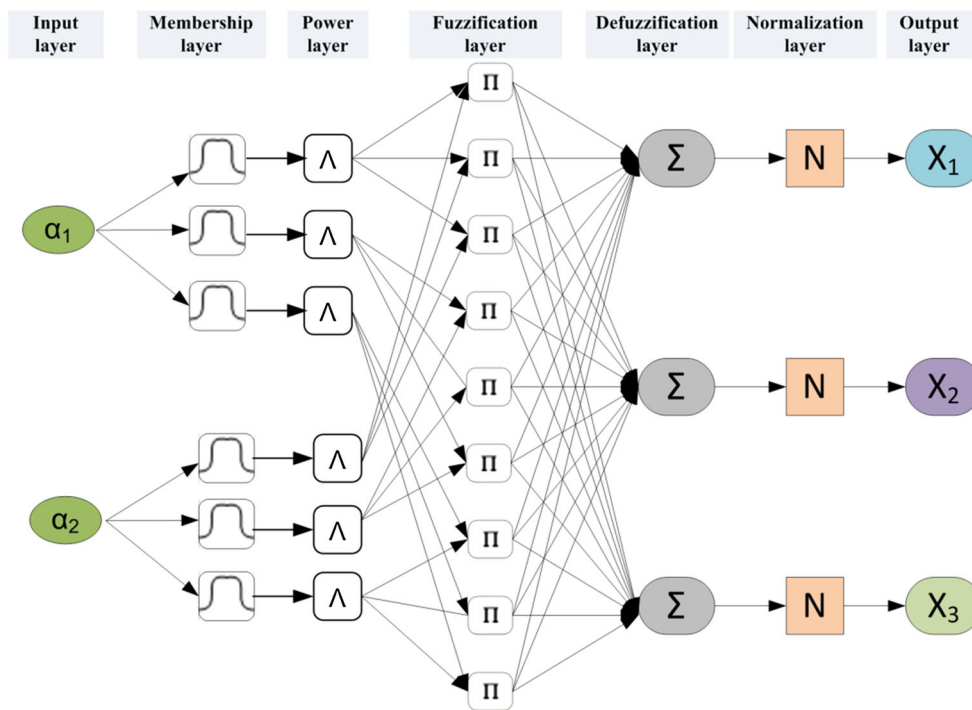 Input layer
Membership layer
Power layer
Fuzzification layer
Defuzzification layer
Normalization layer
Output layer
α₁
α₂
Λ
Λ
Λ
Λ
Λ
Λ
Π
Π
Π
Π
Π
Π
Π
Π
Π
Σ
Σ
Σ
N
N
N
X₁
X₂
X₃